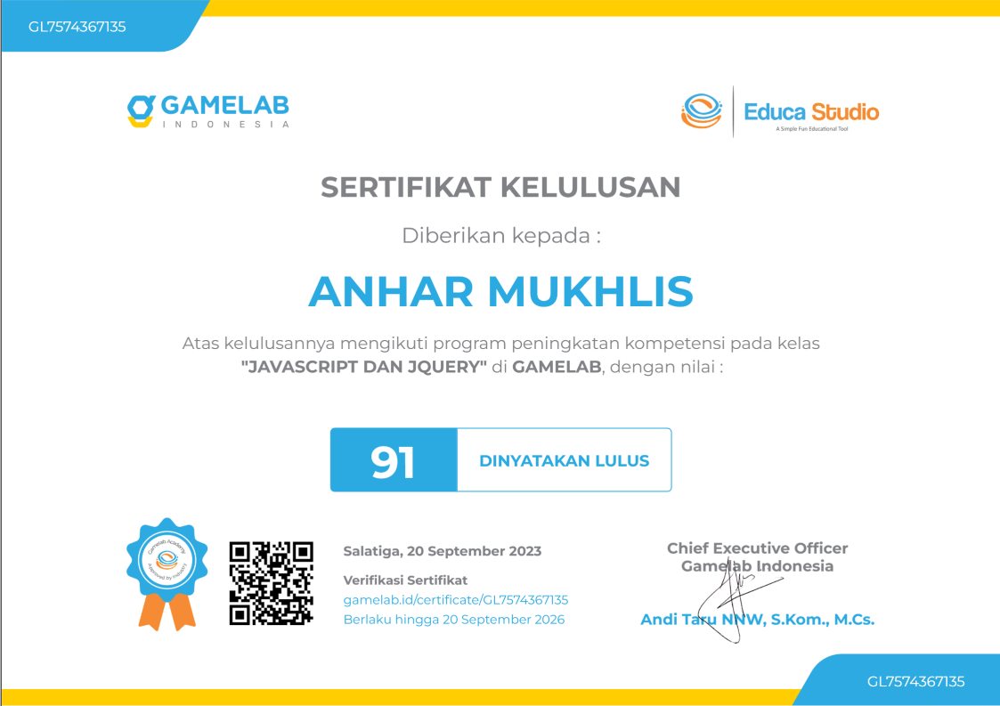 GL7574367135
GAMELAB
INDONESIA
Educa Studio
A Simple Fun Educational Tool
SERTIFIKAT KELULUSAN
Diberikan kepada :
ANHAR MUKHLIS
Atas kelulusannya mengikuti program peningkatan kompetensi pada kelas
"JAVASCRIPT DAN JQUERY" di GAMELAB, dengan nilai :
91
DINYATAKAN LULUS
Gamelab Academy
Approved by Industry
Salatiga, 20 September 2023
Verifikasi Sertifikat
gamelab.id/certificate/GL7574367135
Berlaku hingga 20 September 2026
Chief Executive Officer
Gamelab Indonesia
Andi Taru NNW, S.Kom., M.Cs.
GL7574367135